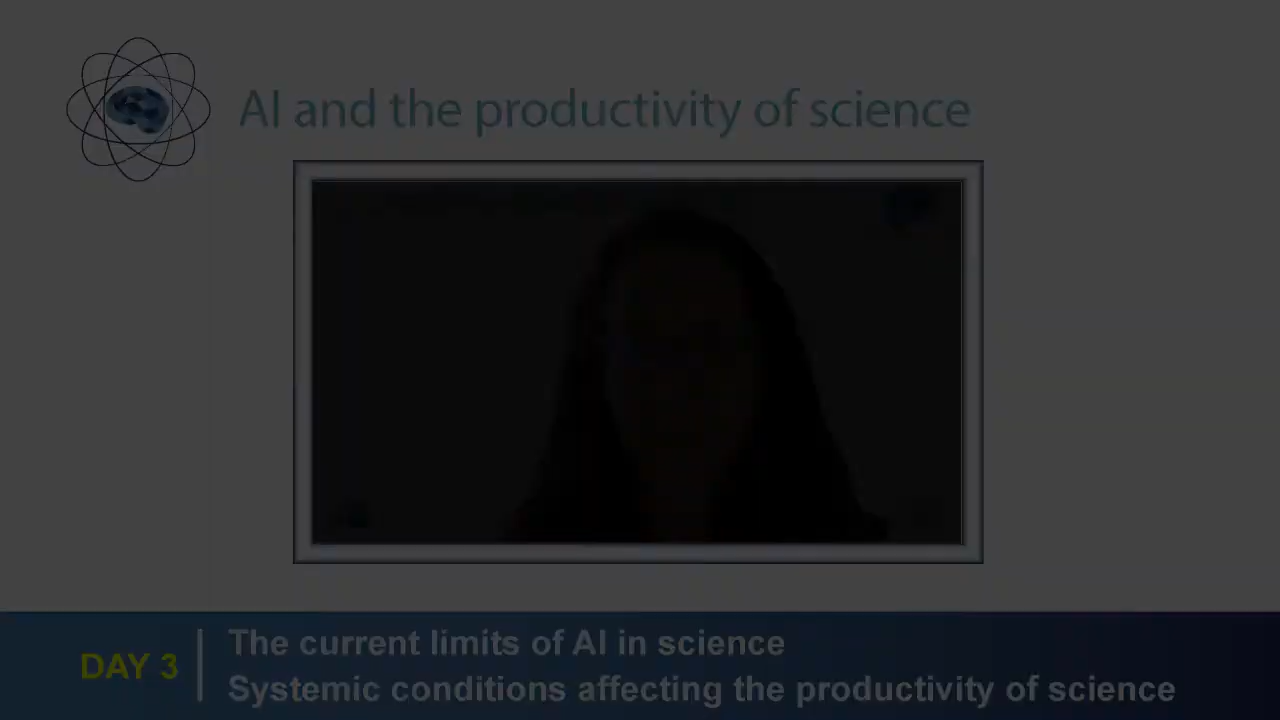 AI and the productivity of science
DAY 3
The current limits of AI in science
Systemic conditions affecting the productivity of science